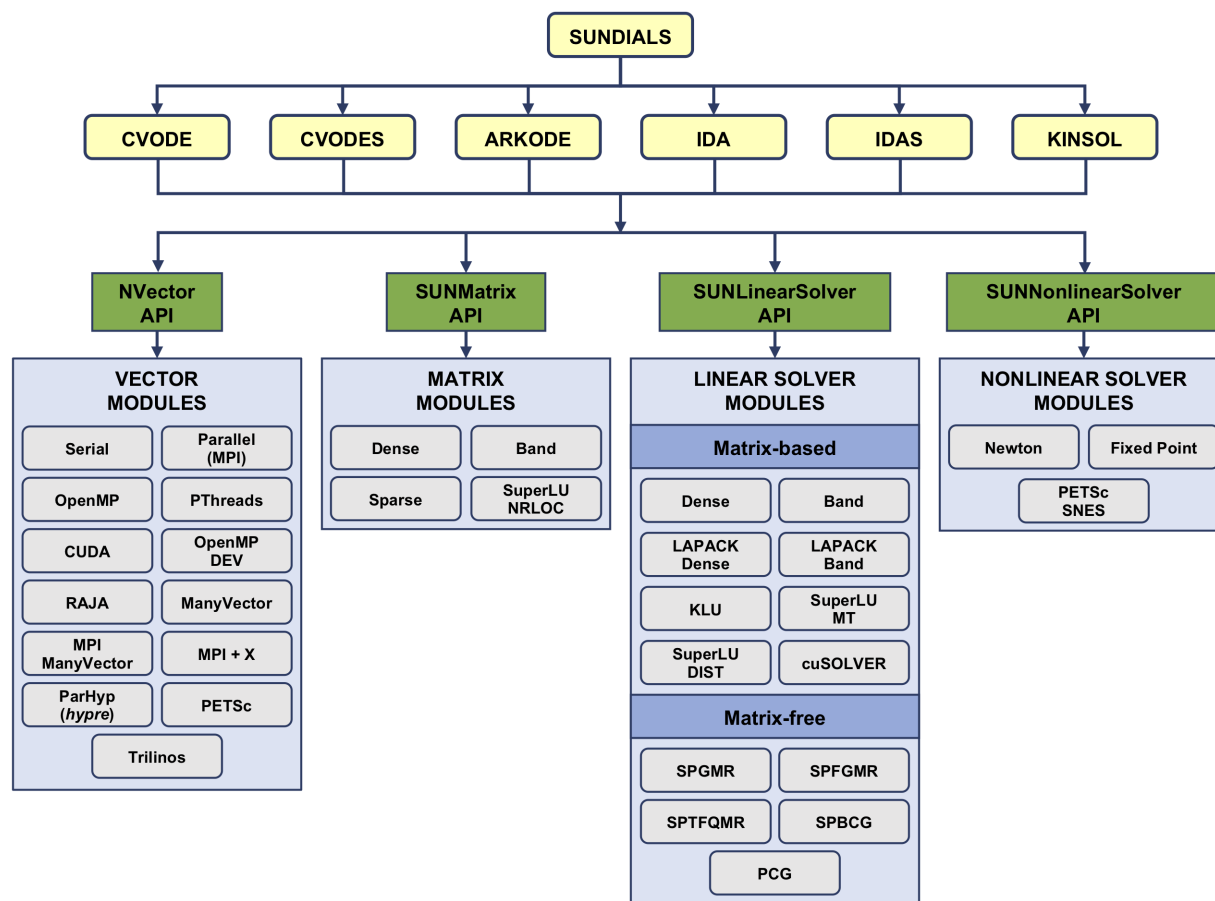 SUNDIALS
CVODE
CVODES
ARKODE
IDA
IDAS
KINSOL
NVector
API
SUNMatrix
API
SUNLinearSolver
API
SUNNonlinearSolver
API
VECTOR
MODULES
Serial
Parallel
(MPI)
OpenMP
PThreads
CUDA
OpenMP
DEV
RAJA
ManyVector
MPI
ManyVector
MPI + X
ParHyp
(hypre)
PETSc
Trilinos
MATRIX
MODULES
Dense
Band
Sparse
SuperLU
NRLOC
LINEAR SOLVER
MODULES
Matrix-based
Dense
Band
LAPACK
Dense
LAPACK
Band
KLU
SuperLU
MT
SuperLU
DIST
cuSOLVER
Matrix-free
SPGMR
SPFGMR
SPTFQMR
SPBCG
PCG
NONLINEAR SOLVER
MODULES
Newton
Fixed Point
PETSc
SNES